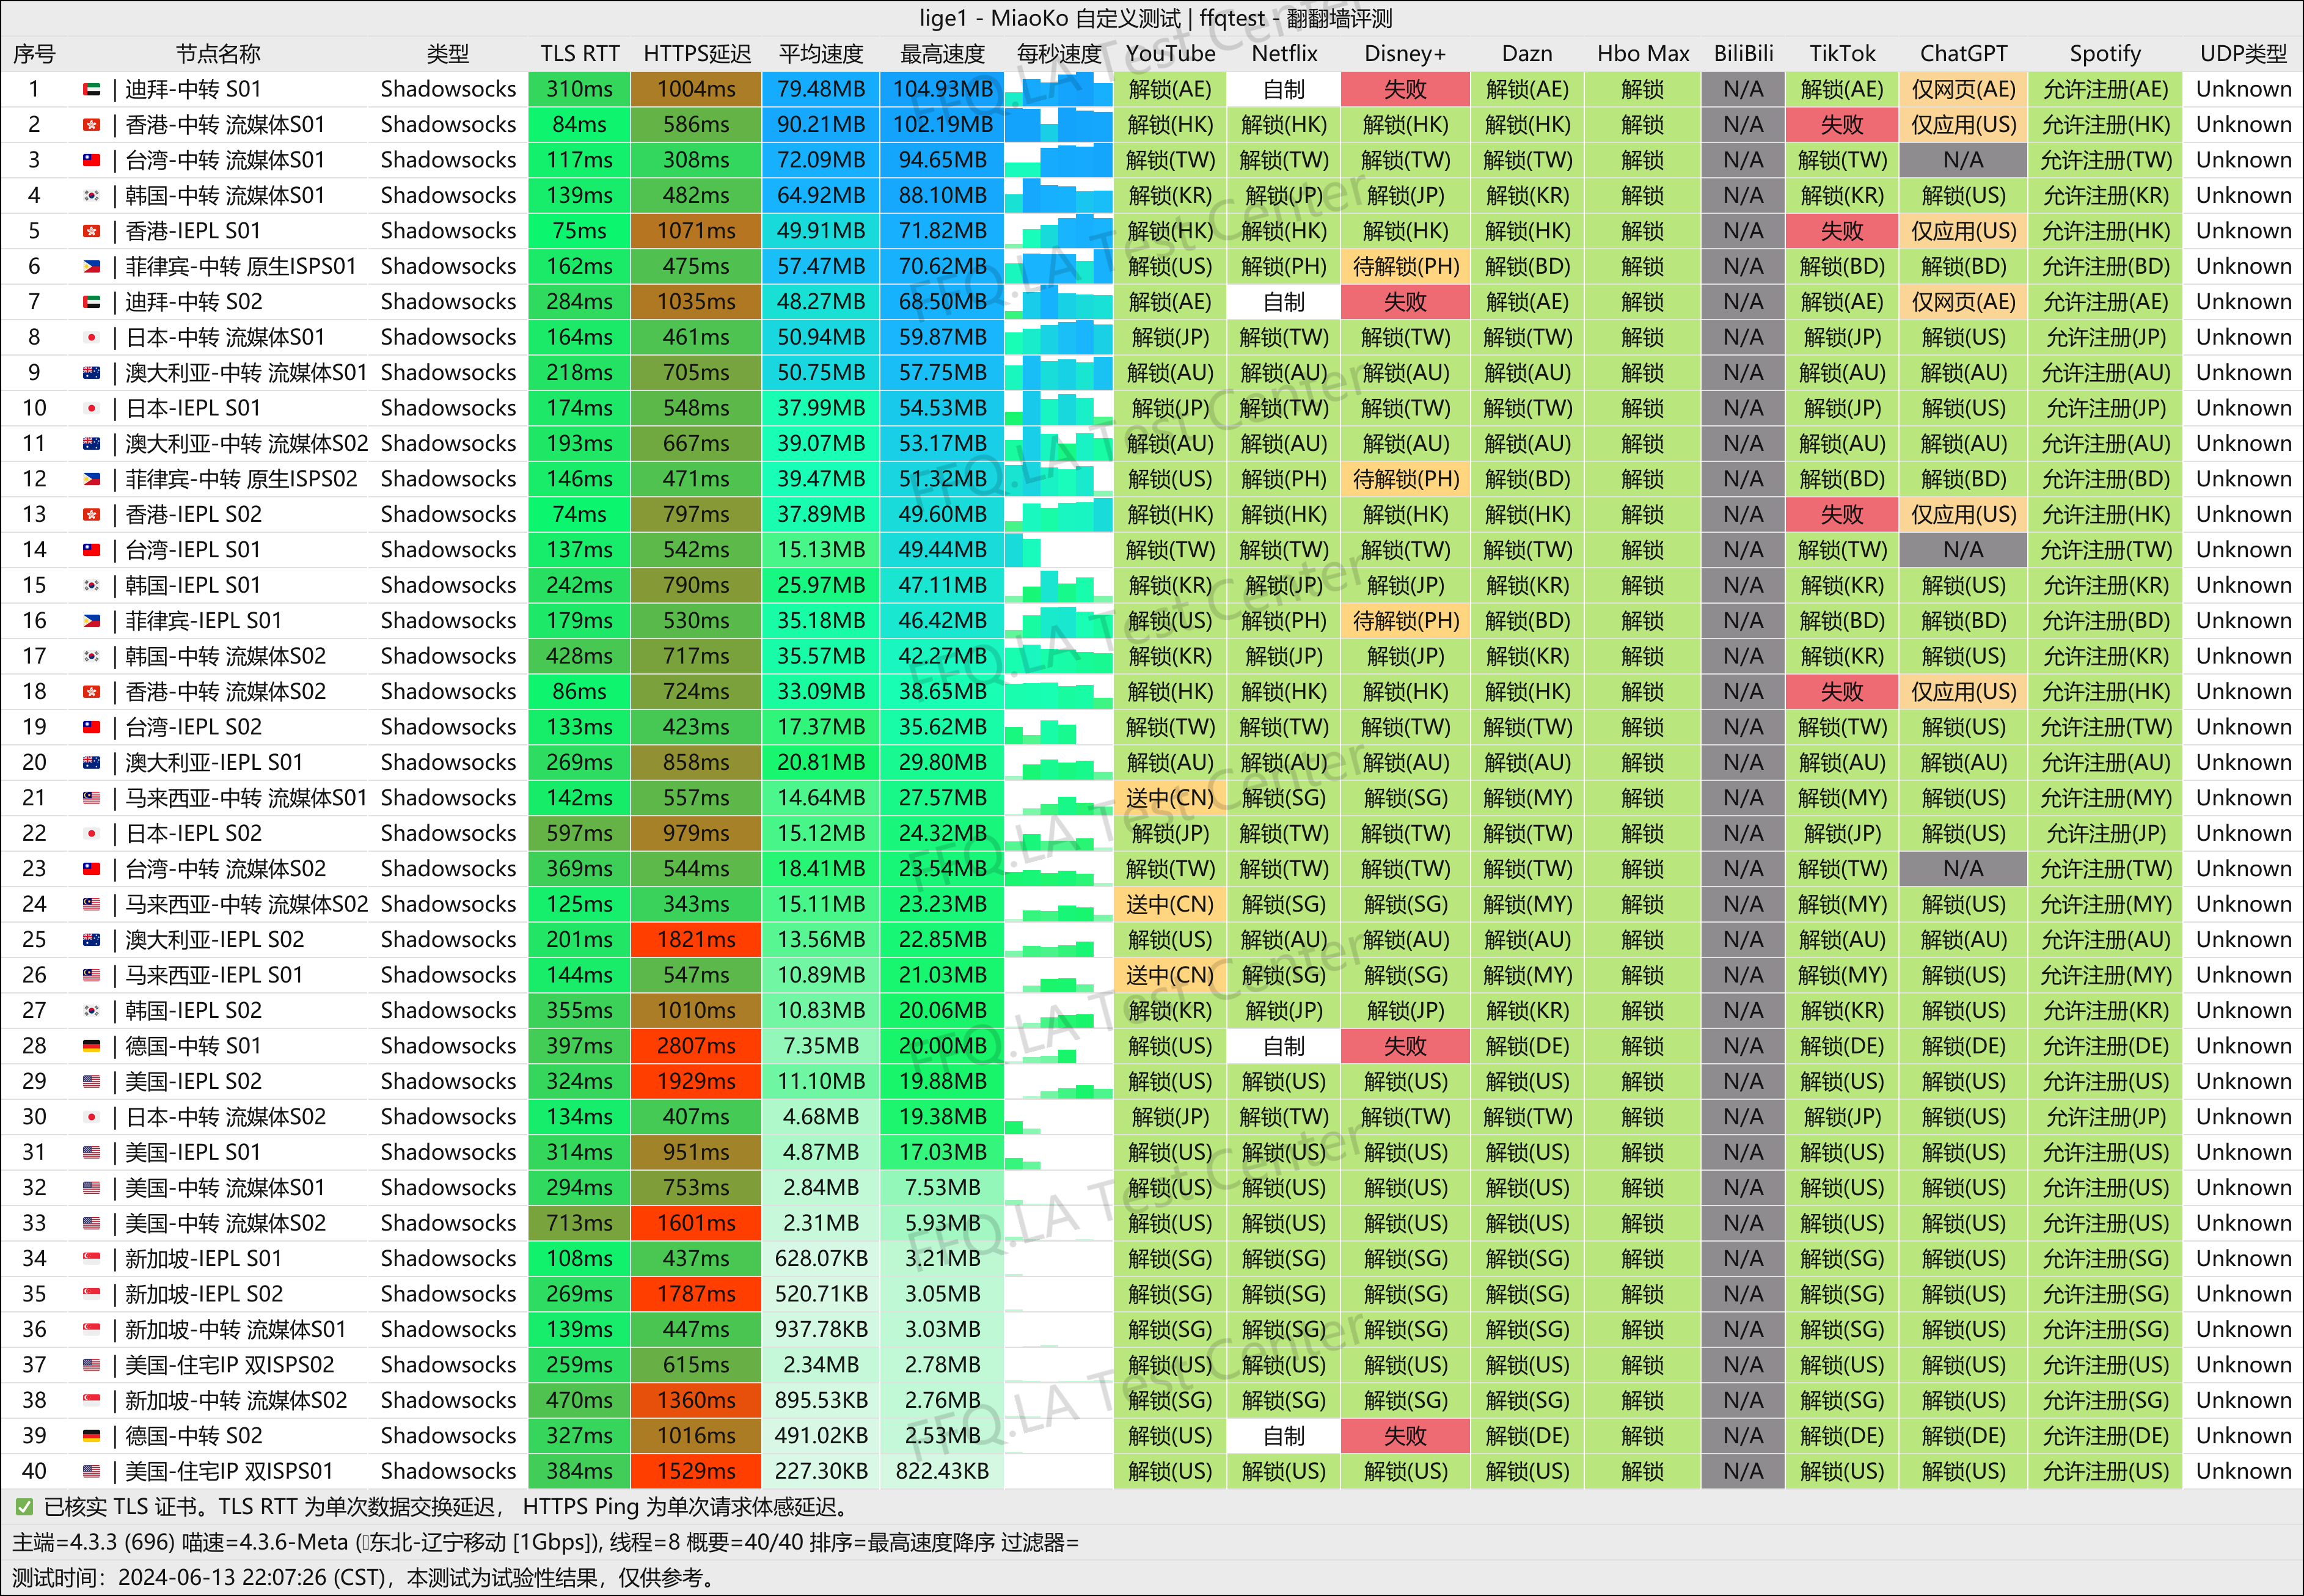 lige1 - MiaoKo 自定义测试 | ffqtest - 翻翻墙评测
序号 节点名称 类型 TLS RTT HTTPS延迟 平均速度 最高速度 每秒速度 YouTube Netflix Disney+ Dazn Hbo Max BiliBili TikTok ChatGPT Spotify UDP类型
1 | 迪拜-中转 S01 Shadowsocks 310ms 1004ms 79.48MB 104.93MB 解锁(AE) 自制 失败 解锁(AE) 解锁 N/A 解锁(AE) 仅网页(AE) 允许注册(AE) Unknown
2 | 香港-中转 流媒体S01 Shadowsocks 84ms 586ms 90.21MB 102.19MB 解锁(HK) 解锁(HK) 解锁(HK) 解锁(HK) 解锁 N/A 失败 仅应用(US) 允许注册(HK) Unknown
3 | 台湾-中转 流媒体S01 Shadowsocks 117ms 308ms 72.09MB 94.65MB 解锁(TW) 解锁(TW) 解锁(TW) 解锁(TW) 解锁 N/A 解锁(TW) N/A 允许注册(TW) Unknown
4 | 韩国-中转 流媒体S01 Shadowsocks 139ms 482ms 64.92MB 88.10MB 解锁(KR) 解锁(JP) 解锁(JP) 解锁(KR) 解锁 N/A 解锁(KR) 解锁(US) 允许注册(KR) Unknown
5 | 香港-IEPL S01 Shadowsocks 75ms 1071ms 49.91MB 71.82MB 解锁(HK) 解锁(HK) 解锁(HK) 解锁(HK) 解锁 N/A 失败 仅应用(US) 允许注册(HK) Unknown
6 | 菲律宾-中转 原生ISPS01 Shadowsocks 162ms 475ms 57.47MB 70.62MB 解锁(US) 解锁(PH) 待解锁(PH) 解锁(BD) 解锁 N/A 解锁(BD) 解锁(BD) 允许注册(BD) Unknown
7 | 迪拜-中转 S02 Shadowsocks 284ms 1035ms 48.27MB 68.50MB 解锁(AE) 自制 失败 解锁(AE) 解锁 N/A 解锁(AE) 仅网页(AE) 允许注册(AE) Unknown
8 | 日本-中转 流媒体S01 Shadowsocks 164ms 461ms 50.94MB 59.87MB 解锁(JP) 解锁(TW) 解锁(TW) 解锁(TW) 解锁 N/A 解锁(JP) 解锁(US) 允许注册(JP) Unknown
9 | 澳大利亚-中转 流媒体S01 Shadowsocks 218ms 705ms 50.75MB 57.75MB 解锁(AU) 解锁(AU) 解锁(AU) 解锁(AU) 解锁 N/A 解锁(AU) 解锁(AU) 允许注册(AU) Unknown
10 | 日本-IEPL S01 Shadowsocks 174ms 548ms 37.99MB 54.53MB 解锁(JP) 解锁(TW) 解锁(TW) 解锁(TW) 解锁 N/A 解锁(JP) 解锁(US) 允许注册(JP) Unknown
11 | 澳大利亚-中转 流媒体S02 Shadowsocks 193ms 667ms 39.07MB 53.17MB 解锁(AU) 解锁(AU) 解锁(AU) 解锁(AU) 解锁 N/A 解锁(AU) 解锁(AU) 允许注册(AU) Unknown
12 | 菲律宾-中转 原生ISPS02 Shadowsocks 146ms 471ms 39.47MB 51.32MB 解锁(US) 解锁(PH) 待解锁(PH) 解锁(BD) 解锁 N/A 解锁(BD) 解锁(BD) 允许注册(BD) Unknown
13 | 香港-IEPL S02 Shadowsocks 74ms 797ms 37.89MB 49.60MB 解锁(HK) 解锁(HK) 解锁(HK) 解锁(HK) 解锁 N/A 失败 仅应用(US) 允许注册(HK) Unknown
14 | 台湾-IEPL S01 Shadowsocks 137ms 542ms 15.13MB 49.44MB 解锁(TW) 解锁(TW) 解锁(TW) 解锁(TW) 解锁 N/A 解锁(TW) N/A 允许注册(TW) Unknown
15 | 韩国-IEPL S01 Shadowsocks 242ms 790ms 25.97MB 47.11MB 解锁(KR) 解锁(JP) 解锁(JP) 解锁(KR) 解锁 N/A 解锁(KR) 解锁(US) 允许注册(KR) Unknown
16 | 菲律宾-IEPL S01 Shadowsocks 179ms 530ms 35.18MB 46.42MB 解锁(US) 解锁(PH) 待解锁(PH) 解锁(BD) 解锁 N/A 解锁(BD) 解锁(BD) 允许注册(BD) Unknown
17 | 韩国-中转 流媒体S02 Shadowsocks 428ms 717ms 35.57MB 42.27MB 解锁(KR) 解锁(JP) 解锁(JP) 解锁(KR) 解锁 N/A 解锁(KR) 解锁(US) 允许注册(KR) Unknown
18 | 香港-中转 流媒体S02 Shadowsocks 86ms 724ms 33.09MB 38.65MB 解锁(HK) 解锁(HK) 解锁(HK) 解锁(HK) 解锁 N/A 失败 仅应用(US) 允许注册(HK) Unknown
19 | 台湾-IEPL S02 Shadowsocks 133ms 423ms 17.37MB 35.62MB 解锁(TW) 解锁(TW) 解锁(TW) 解锁(TW) 解锁 N/A 解锁(TW) 解锁(US) 允许注册(TW) Unknown
20 | 澳大利亚-IEPL S01 Shadowsocks 269ms 858ms 20.81MB 29.80MB 解锁(AU) 解锁(AU) 解锁(AU) 解锁(AU) 解锁 N/A 解锁(AU) 解锁(AU) 允许注册(AU) Unknown
21 | 马来西亚-中转 流媒体S01 Shadowsocks 142ms 557ms 14.64MB 27.57MB 送中(CN) 解锁(SG) 解锁(SG) 解锁(MY) 解锁 N/A 解锁(MY) 解锁(US) 允许注册(MY) Unknown
22 | 日本-IEPL S02 Shadowsocks 597ms 979ms 15.12MB 24.32MB 解锁(JP) 解锁(TW) 解锁(TW) 解锁(TW) 解锁 N/A 解锁(JP) 解锁(US) 允许注册(JP) Unknown
23 | 台湾-中转 流媒体S02 Shadowsocks 369ms 544ms 18.41MB 23.54MB 解锁(TW) 解锁(TW) 解锁(TW) 解锁(TW) 解锁 N/A 解锁(TW) N/A 允许注册(TW) Unknown
24 | 马来西亚-中转 流媒体S02 Shadowsocks 125ms 343ms 15.11MB 23.23MB 送中(CN) 解锁(SG) 解锁(SG) 解锁(MY) 解锁 N/A 解锁(MY) 解锁(US) 允许注册(MY) Unknown
25 | 澳大利亚-IEPL S02 Shadowsocks 201ms 1821ms 13.56MB 22.85MB 解锁(US) 解锁(AU) 解锁(AU) 解锁(AU) 解锁 N/A 解锁(AU) 解锁(AU) 允许注册(AU) Unknown
26 | 马来西亚-IEPL S01 Shadowsocks 144ms 547ms 10.89MB 21.03MB 送中(CN) 解锁(SG) 解锁(SG) 解锁(MY) 解锁 N/A 解锁(MY) 解锁(US) 允许注册(MY) Unknown
27 | 韩国-IEPL S02 Shadowsocks 355ms 1010ms 10.83MB 20.06MB 解锁(KR) 解锁(JP) 解锁(JP) 解锁(KR) 解锁 N/A 解锁(KR) 解锁(US) 允许注册(KR) Unknown
28 | 德国-中转 S01 Shadowsocks 397ms 2807ms 7.35MB 20.00MB 解锁(US) 自制 失败 解锁(DE) 解锁 N/A 解锁(DE) 解锁(DE) 允许注册(DE) Unknown
29 | 美国-IEPL S02 Shadowsocks 324ms 1929ms 11.10MB 19.88MB 解锁(US) 解锁(US) 解锁(US) 解锁(US) 解锁 N/A 解锁(US) 解锁(US) 允许注册(US) Unknown
30 | 日本-中转 流媒体S02 Shadowsocks 134ms 407ms 4.68MB 19.38MB 解锁(JP) 解锁(TW) 解锁(TW) 解锁(TW) 解锁 N/A 解锁(JP) 解锁(US) 允许注册(JP) Unknown
31 | 美国-IEPL S01 Shadowsocks 314ms 951ms 4.87MB 17.03MB 解锁(US) 解锁(US) 解锁(US) 解锁(US) 解锁 N/A 解锁(US) 解锁(US) 允许注册(US) Unknown
32 | 美国-中转 流媒体S01 Shadowsocks 294ms 753ms 2.84MB 7.53MB 解锁(US) 解锁(US) 解锁(US) 解锁(US) 解锁 N/A 解锁(US) 解锁(US) 允许注册(US) Unknown
33 | 美国-中转 流媒体S02 Shadowsocks 713ms 1601ms 2.31MB 5.93MB 解锁(US) 解锁(US) 解锁(US) 解锁(US) 解锁 N/A 解锁(US) 解锁(US) 允许注册(US) Unknown
34 | 新加坡-IEPL S01 Shadowsocks 108ms 437ms 628.07KB 3.21MB 解锁(SG) 解锁(SG) 解锁(SG) 解锁(SG) 解锁 N/A 解锁(SG) 解锁(US) 允许注册(SG) Unknown
35 | 新加坡-IEPL S02 Shadowsocks 269ms 1787ms 520.71KB 3.05MB 解锁(SG) 解锁(SG) 解锁(SG) 解锁(SG) 解锁 N/A 解锁(SG) 解锁(US) 允许注册(SG) Unknown
36 | 新加坡-中转 流媒体S01 Shadowsocks 139ms 447ms 937.78KB 3.03MB 解锁(SG) 解锁(SG) 解锁(SG) 解锁(SG) 解锁 N/A 解锁(SG) 解锁(US) 允许注册(SG) Unknown
37 | 美国-住宅IP 双ISPS02 Shadowsocks 259ms 615ms 2.34MB 2.78MB 解锁(US) 解锁(US) 解锁(US) 解锁(US) 解锁 N/A 解锁(US) 解锁(US) 允许注册(US) Unknown
38 | 新加坡-中转 流媒体S02 Shadowsocks 470ms 1360ms 895.53KB 2.76MB 解锁(SG) 解锁(SG) 解锁(SG) 解锁(SG) 解锁 N/A 解锁(SG) 解锁(US) 允许注册(SG) Unknown
39 | 德国-中转 S02 Shadowsocks 327ms 1016ms 491.02KB 2.53MB 解锁(US) 自制 失败 解锁(DE) 解锁 N/A 解锁(DE) 解锁(DE) 允许注册(DE) Unknown
40 | 美国-住宅IP 双ISPS01 Shadowsocks 384ms 1529ms 227.30KB 822.43KB 解锁(US) 解锁(US) 解锁(US) 解锁(US) 解锁 N/A 解锁(US) 解锁(US) 允许注册(US) Unknown
✅ 已核实 TLS 证书。TLS RTT 为单次数据交换延迟， HTTPS Ping 为单次请求体感延迟。
主端=4.3.3 (696) 喵速=4.3.6-Meta (东北-辽宁移动 [1Gbps]), 线程=8 概要=40/40 排序=最高速度降序 过滤器=
测试时间：2024-06-13 22:07:26 (CST)，本测试为试验性结果，仅供参考。
FFQ.LA Test Center
FFQ.LA Test Center
FFQ.LA Test Center
FFQ.LA Test Center
FFQ.LA Test Center
FFQ.LA Test Center
FFQ.LA Test Center
FFQ.LA Test Center